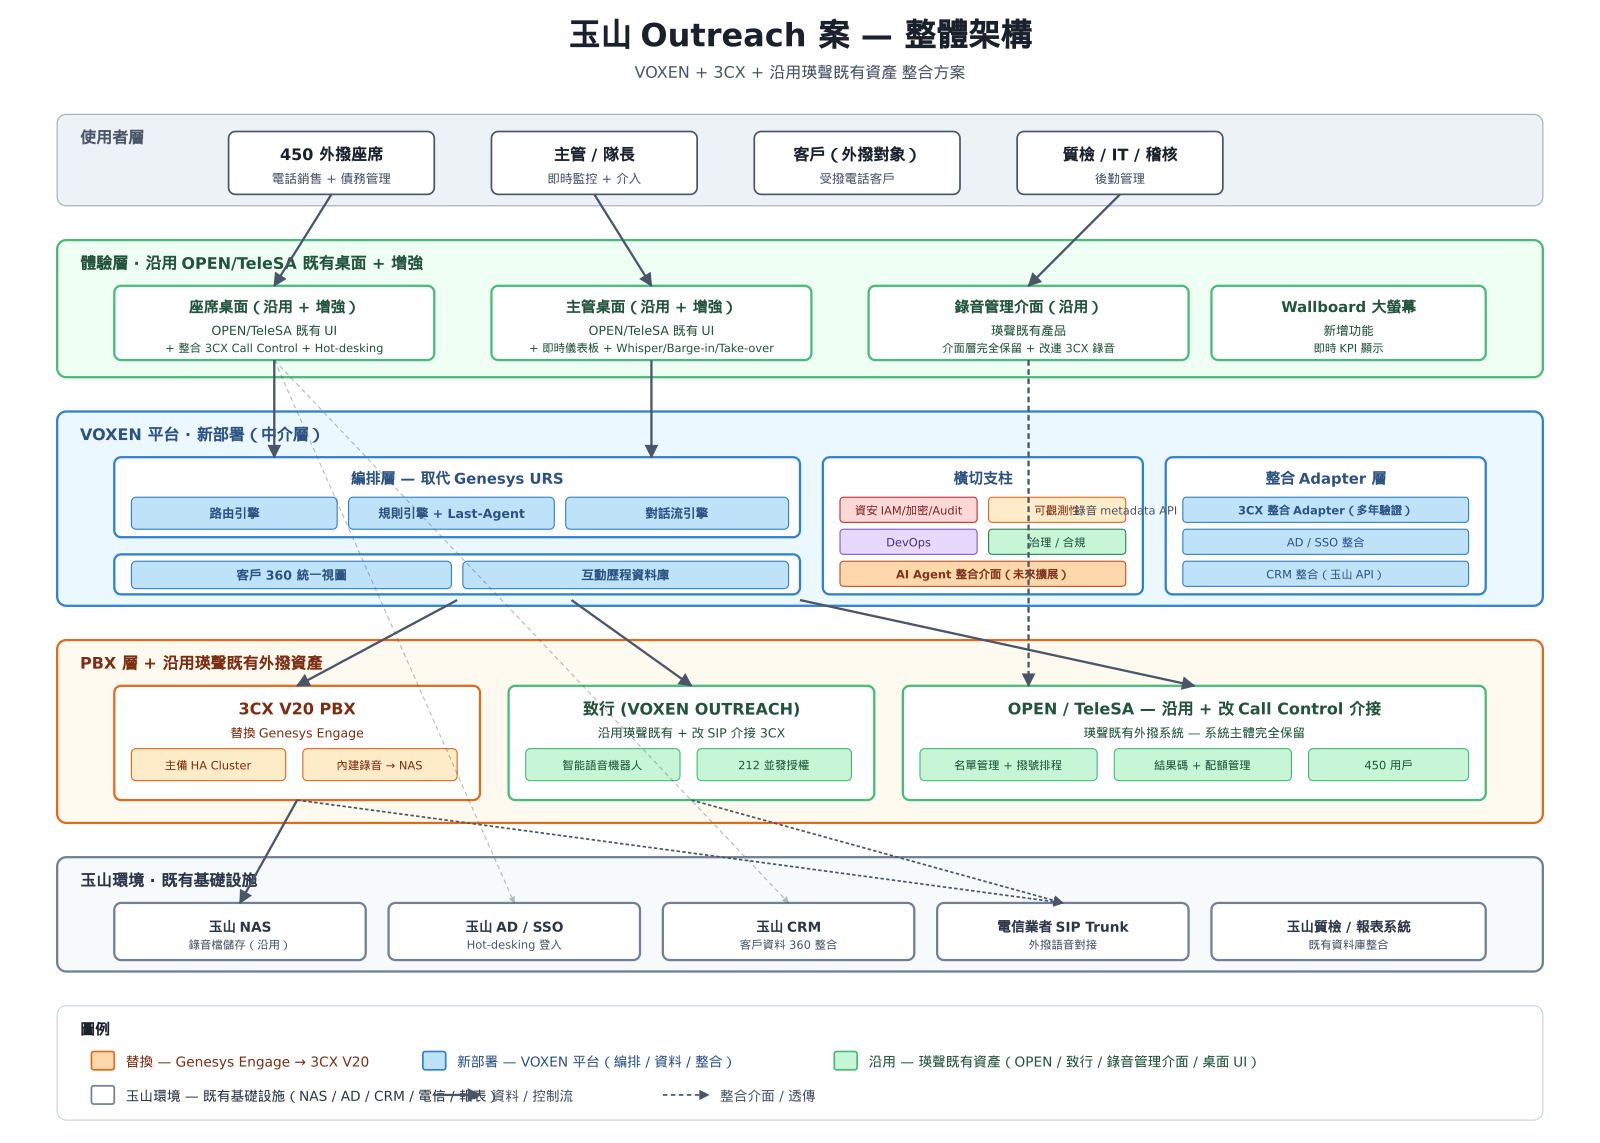 玉山 Outreach 案 — 整體架構
VOXEN + 3CX + 沿用瑛聲既有資產 整合方案
使用者層
450 外撥座席
電話銷售 + 債務管理
主管 / 隊長
即時監控 + 介入
客戶（外撥對象）
受撥電話客戶
質檢 / IT / 稽核
後勤管理
體驗層 · 沿用 OPEN/TeleSA 既有桌面 + 增強
座席桌面（沿用 + 增強）
OPEN/TeleSA 既有 UI
+ 整合 3CX Call Control + Hot-desking
主管桌面（沿用 + 增強）
OPEN/TeleSA 既有 UI
+ 即時儀表板 + Whisper/Barge-in/Take-over
錄音管理介面（沿用）
瑛聲既有產品
介面層完全保留 + 改連 3CX 錄音
Wallboard 大螢幕
新增功能
即時 KPI 顯示
VOXEN 平台 · 新部署（中介層）
編排層 — 取代 Genesys URS
路由引擎
規則引擎 + Last-Agent
對話流引擎
客戶 360 統一視圖
互動歷程資料庫
橫切支柱
資安 IAM/加密/Audit
可觀測性
錄音 metadata API
DevOps
治理 / 合規
AI Agent 整合介面（未來擴展）
整合 Adapter 層
3CX 整合 Adapter（多年驗證）
AD / SSO 整合
CRM 整合（玉山 API）
PBX 層 + 沿用瑛聲既有外撥資產
3CX V20 PBX
替換 Genesys Engage
主備 HA Cluster
內建錄音 → NAS
致行 (VOXEN OUTREACH)
沿用瑛聲既有 + 改 SIP 介接 3CX
智能語音機器人
212 並發授權
OPEN / TeleSA — 沿用 + 改 Call Control 介接
瑛聲既有外撥系統 — 系統主體完全保留
名單管理 + 撥號排程
結果碼 + 配額管理
450 用戶
玉山環境 · 既有基礎設施
玉山 NAS
錄音檔儲存（沿用）
玉山 AD / SSO
Hot-desking 登入
玉山 CRM
客戶資料 360 整合
電信業者 SIP Trunk
外撥語音對接
玉山質檢 / 報表系統
既有資料庫整合
圖例
替換 — Genesys Engage → 3CX V20
新部署 — VOXEN 平台（編排 / 資料 / 整合）
沿用 — 瑛聲既有資產（OPEN / 致行 / 錄音管理介面 / 桌面 UI）
玉山環境 — 既有基礎設施（NAS / AD / CRM / 電信 / 報表）
資料 / 控制流
整合介面 / 透傳